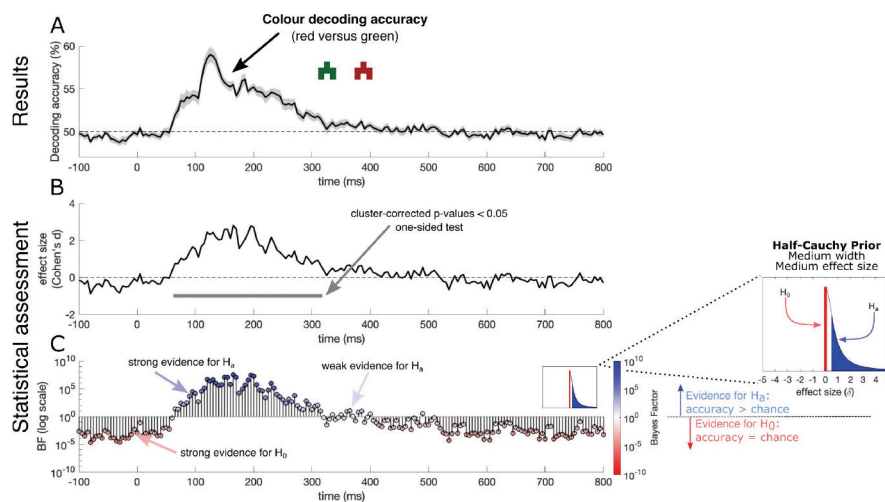 A
Colour decoding accuracy
(red versus green)
Results
Decoding accuracy (%)
60
55
50
-100 0 100 200 300 400 500 600 700 800
time (ms)
Statistical assessment
B
cluster-corrected p-values < 0.05
one-sided test
effect size
(Cohen's d)
4
2
0
-2
-100 0 100 200 300 400 500 600 700 800
time (ms)
Half-Cauchy Prior
Medium width
Medium effect size
H0
Ha
-5 -4 -3 -2 -1 0 1 2 3 4
effect size (δ)
C
strong evidence for Ha
weak evidence for Ha
strong evidence for H0
BF (log scale)
10^10
10^5
10^0
10^-5
10^-10
-100 0 100 200 300 400 500 600 700 800
time (ms)
10^10
10^5
10^0
10^-5
10^-10
Bayes Factor
Evidence for Ha:
accuracy > chance
Evidence for H0:
accuracy = chance